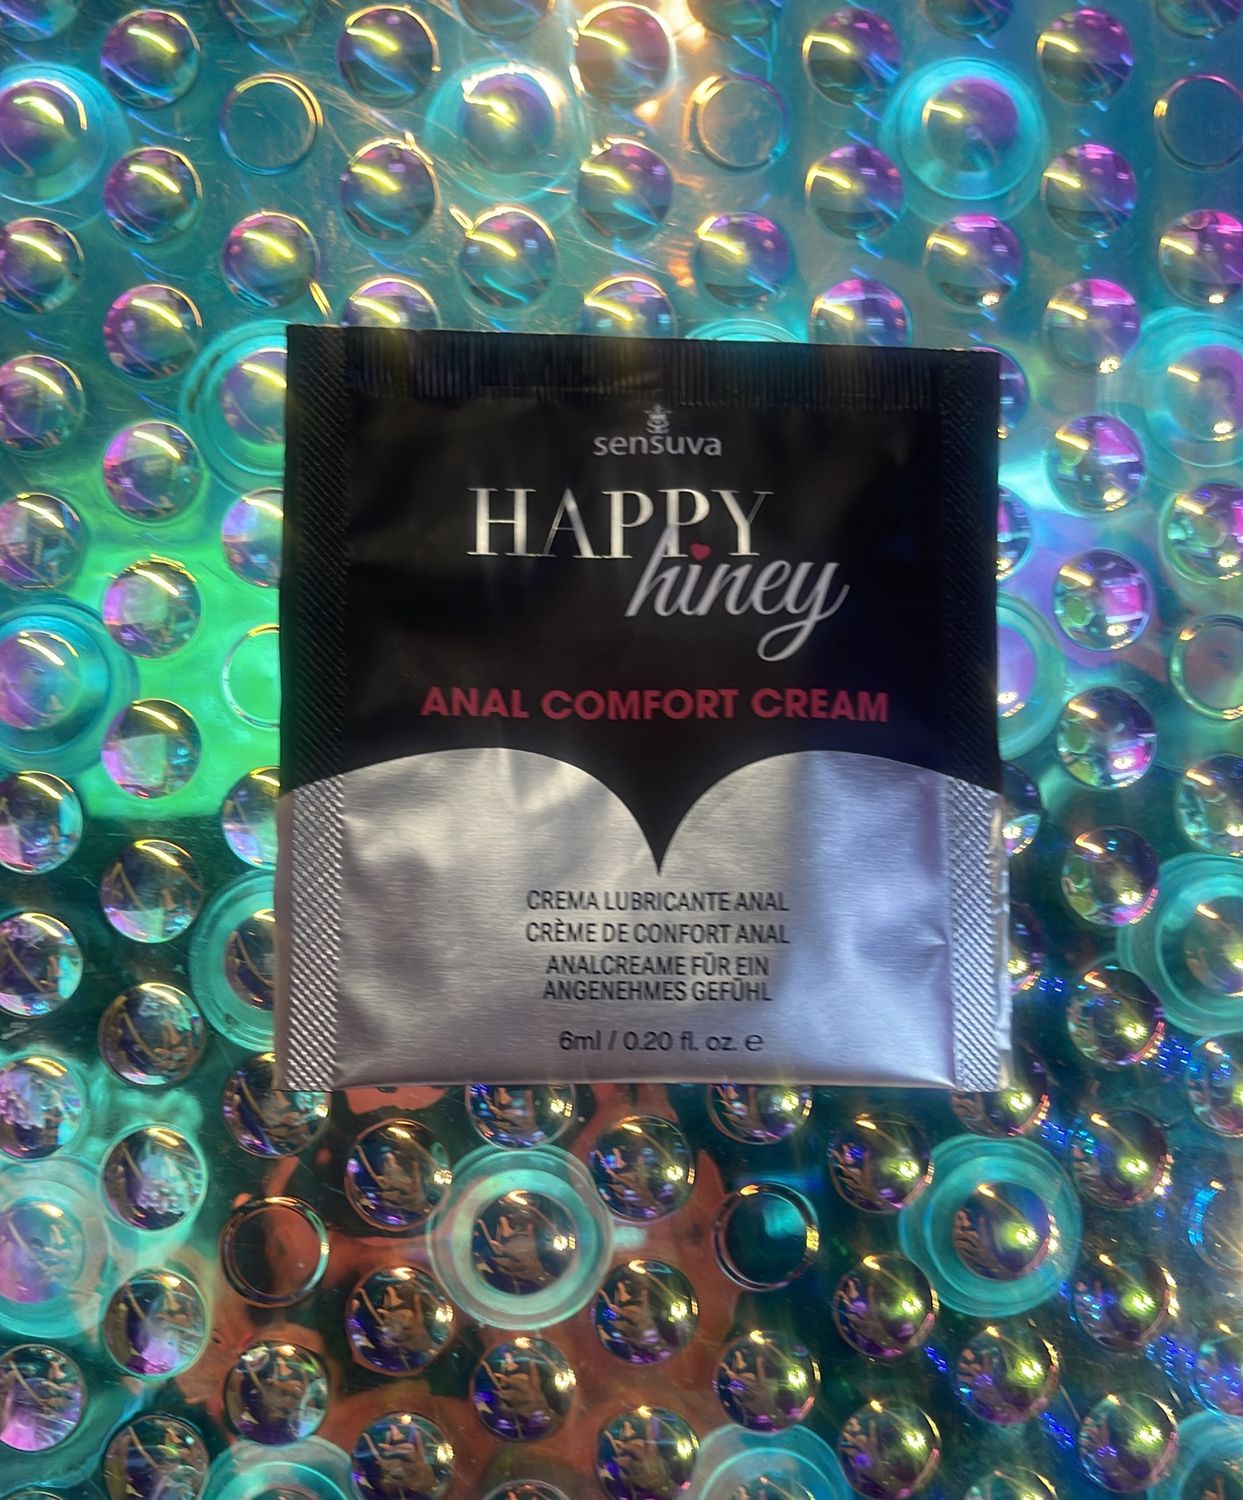 sensuva
HAPPY
hiney
ANAL COMFORT CREAM
CREMA LUBRICANTE ANAL
CRÈME DE CONFORT ANAL
ANALCREAME FÜR EIN
ANGENEHMES GEFÜHL
6ml / 0.20 fl. oz. ℮